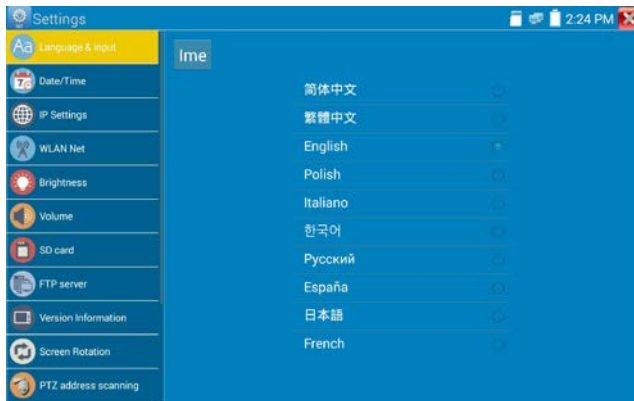 Settings
2:24 PM
Language & input
Date/Time
IP Settings
WLAN Net
Brightness
Volume
SD card
FTP server
Version Information
Screen Rotation
PTZ address scanning
Ime
简体中文
繁體中文
English
Polish
Italiano
한국어
Русский
España
日本語
French